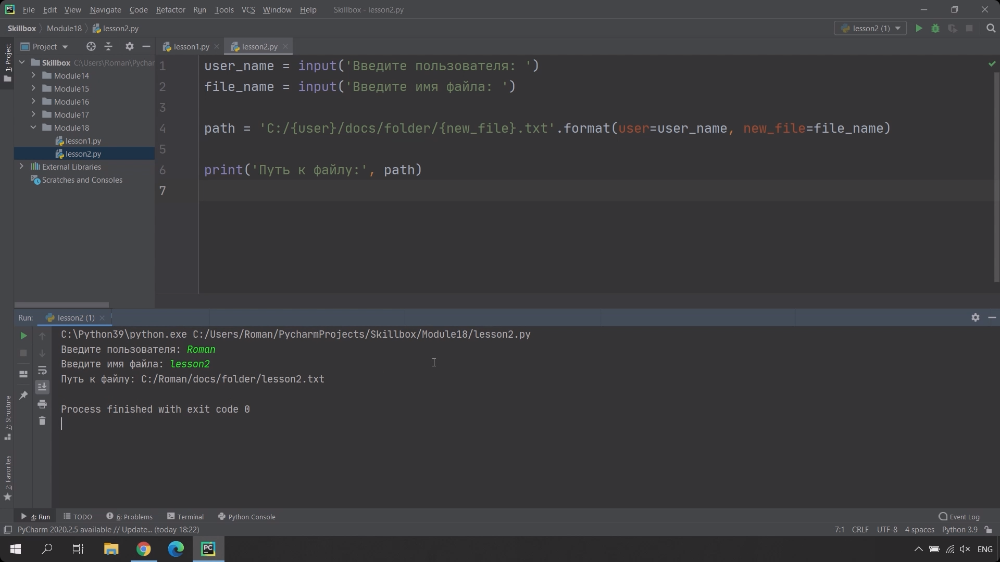 File Edit View Navigate Code Refactor Run Tools VCS Window Help Skillbox - lesson2.py
Skillbox Module18 lesson2.py lesson2 (1)
Project lesson1.py lesson2.py
1: Project
Skillbox C:\Users\Roman\Pychar
Module14
Module15
Module16
Module17
Module18
lesson1.py
lesson2.py
External Libraries
Scratches and Consoles
1 user_name = input('Введите пользователя: ')
2 file_name = input('Введите имя файла: ')
3
4 path = 'C:/{user}/docs/folder/{new_file}.txt'.format(user=user_name, new_file=file_name)
5
6 print('Путь к файлу:', path)
7
Run: lesson2 (1)
C:\Python39\python.exe C:/Users/Roman/PycharmProjects/Skillbox/Module18/lesson2.py
Введите пользователя: Roman
Введите имя файла: lesson2
Путь к файлу: C:/Roman/docs/folder/lesson2.txt
Process finished with exit code 0
7: Structure
2: Favorites
4: Run TODO 6: Problems Terminal Python Console Event Log
PyCharm 2020.2.5 available // Update... (today 18:22) 7:1 CRLF UTF-8 4 spaces Python 3.9
PC ENG